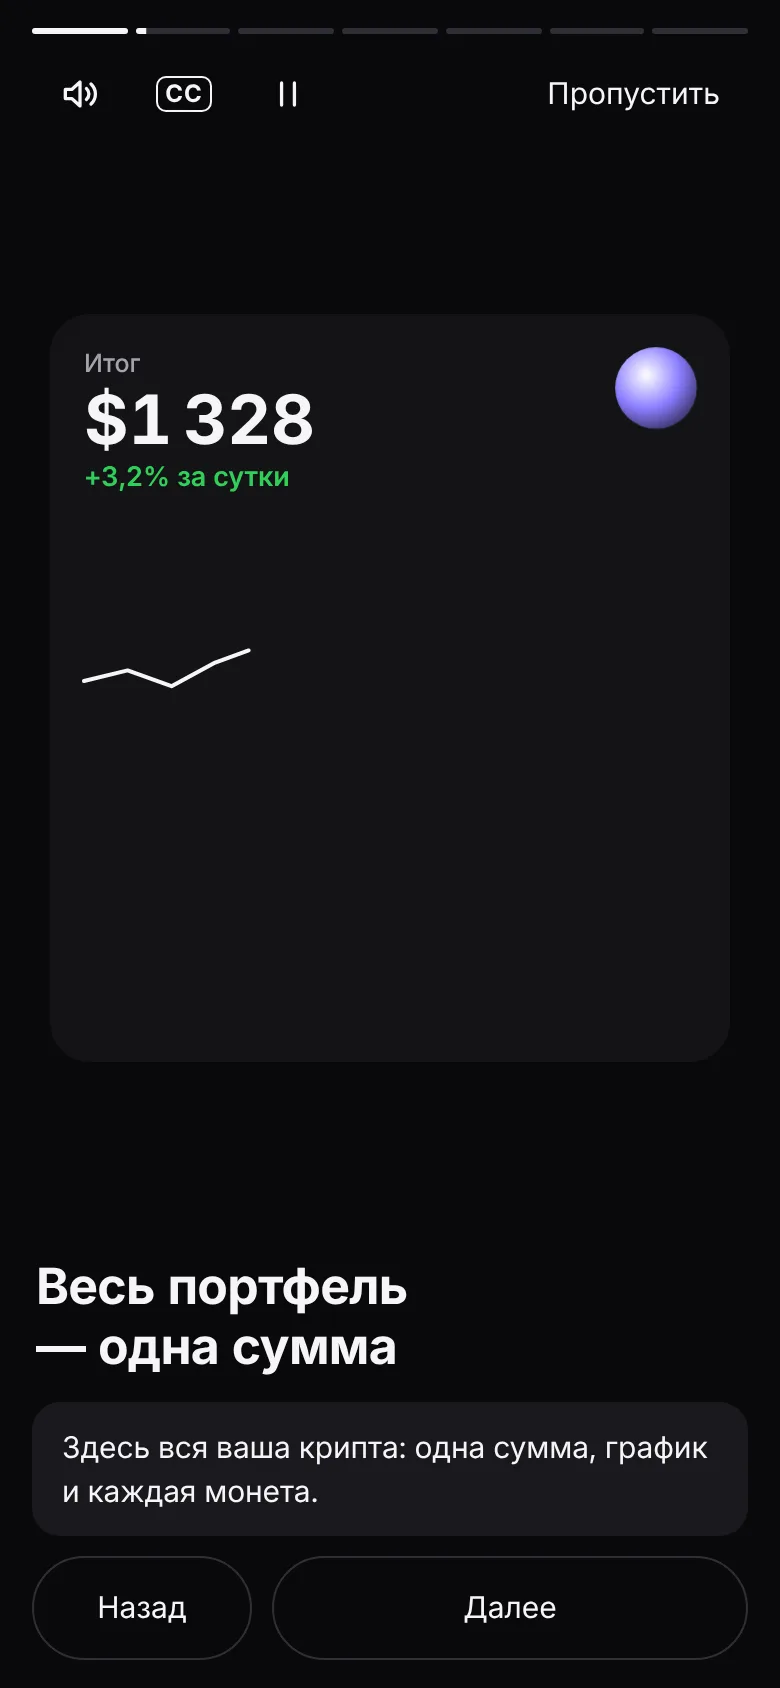 CC
Пропустить
Итог
$1 328
+3,2% за сутки
Весь портфель
— одна сумма
Здесь вся ваша крипта: одна сумма, график
и каждая монета.
Назад
Далее